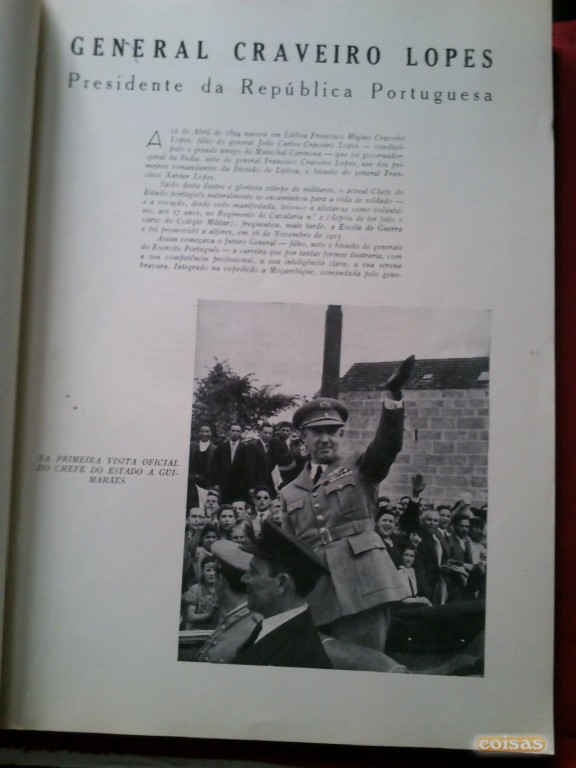 GENERAL CRAVEIRO LOPES
Presidente da República Portuguesa
A 12 de Abril de 1894 nasceu em Lisboa Francisco Higino Craveiro
Lopes, filho do general João Carlos Craveiro Lopes — condiscí-
pulo e grande amigo do Marechal Carmona — que foi governador-
-geral da Índia, neto do general Francisco Craveiro Lopes, um dos pri-
meiros comandantes da Divisão de Lisboa, e bisneto do general Fran-
cisco Xavier Lopes.
Saído desta ilustre e gloriosa estirpe de militares, o actual Chefe do
Estado português naturalmente se encaminhou para a vida de soldado —
e a vocação, desde cedo manifestada, levou-o a alistar-se como voluntá-
rio, aos 17 anos, no Regimento de Cavalaria n.º 2 (depois de ter feito o
curso do Colégio Militar); frequentou, mais tarde, a Escola de Guerra
e foi promovido a alferes, em 16 de Novembro de 1917.
Assim começava o futuro General — filho, neto e bisneto de generais
do Exército Português — a carreira que por tantas formas ilustraria, com
a sua competência profissional, a sua inteligência clara, a sua serena
bravura. Integrado na expedição a Moçambique, comandada pelo gene-
NA PRIMEIRA VISITA OFICIAL
DO CHEFE DO ESTADO A GUI-
MARÃES
coisas